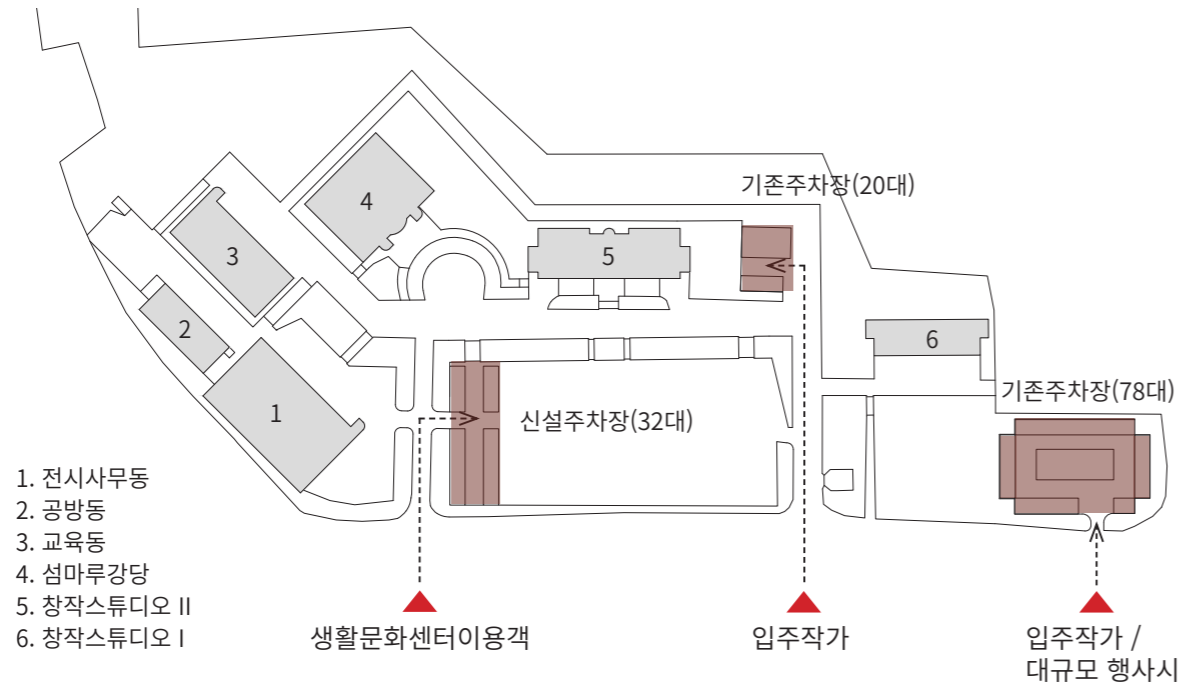 기존주차장(20대)
4
3
5
2
6
기존주차장(78대)
1
신설주차장(32대)
1. 전시사무동
2. 공방동
3. 교육동
4. 섬마루강당
5. 창작스튜디오 II
6. 창작스튜디오 I
생활문화센터이용객
입주작가
입주작가 /
대규모 행사시